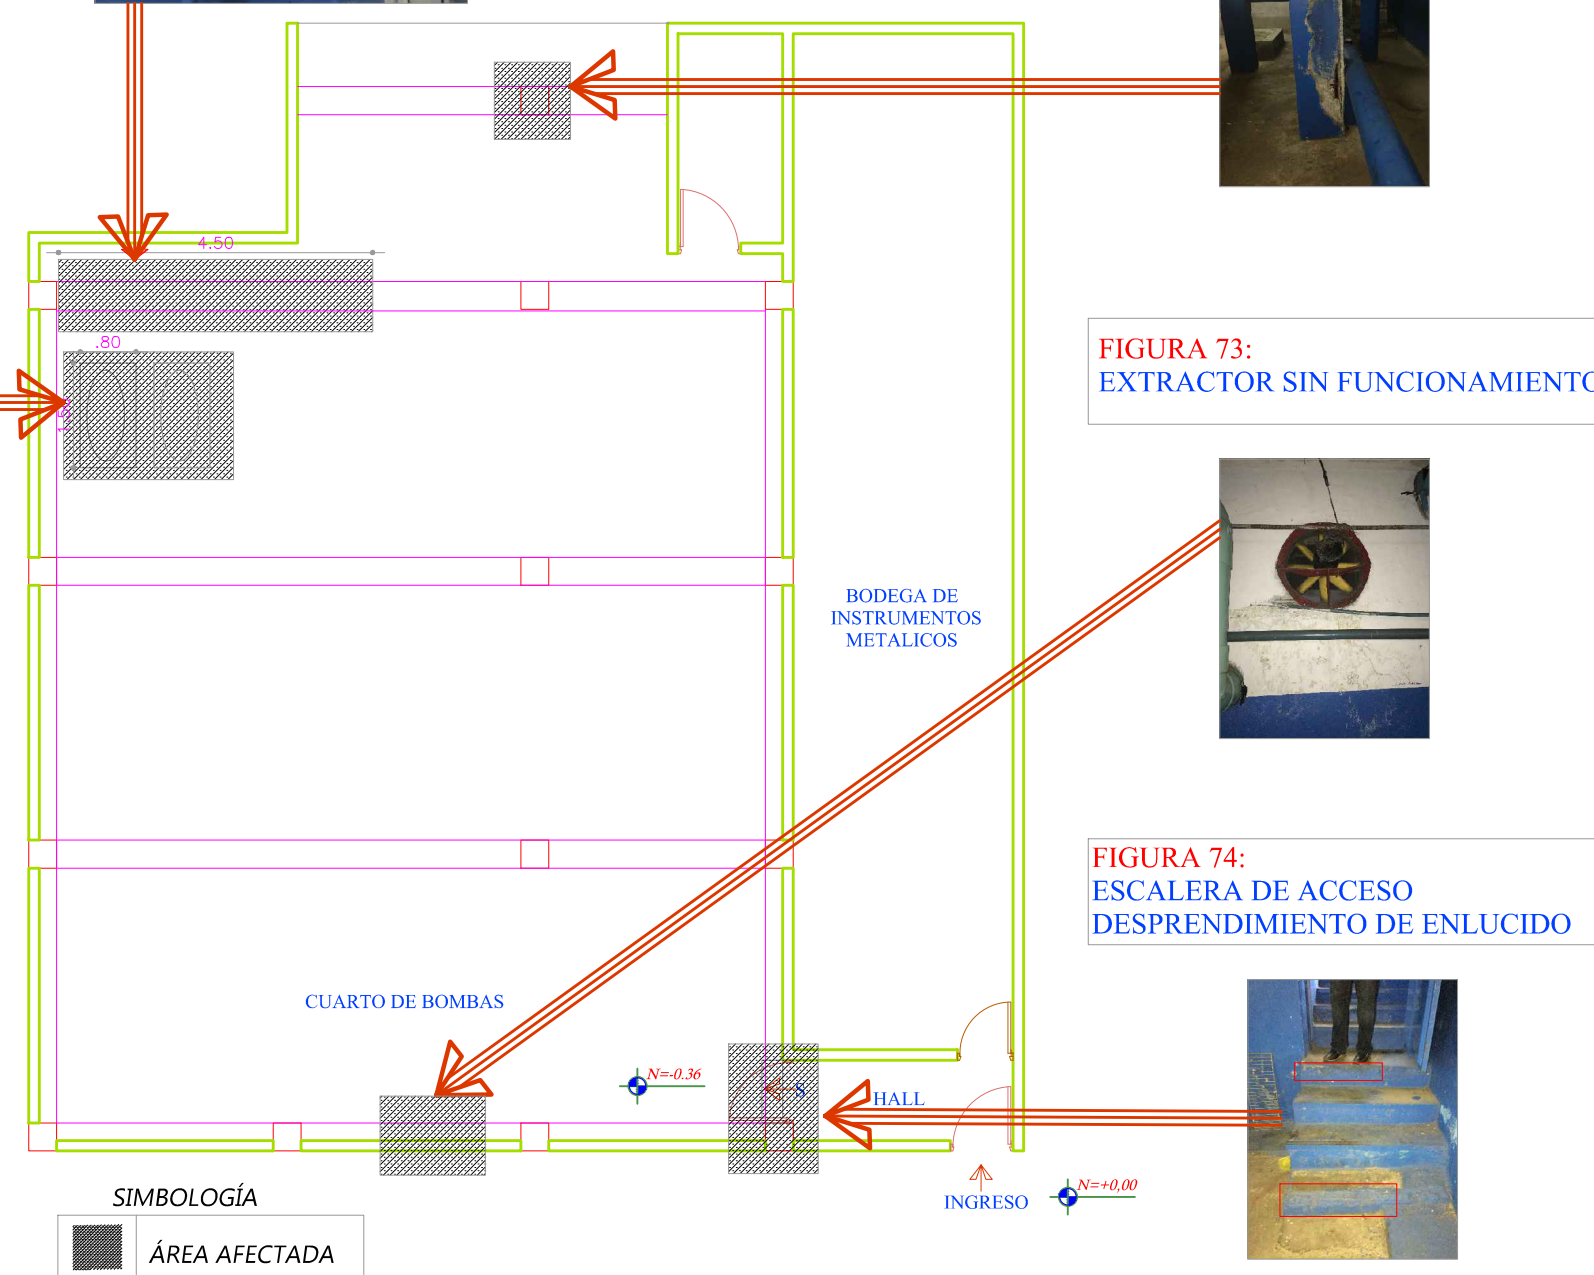 4.50
.80
FIGURA 73:
EXTRACTOR SIN FUNCIONAMIENTO
BODEGA DE
INSTRUMENTOS
METALICOS
FIGURA 74:
ESCALERA DE ACCESO
DESPRENDIMIENTO DE ENLUCIDO
CUARTO DE BOMBAS
N=-0.36
S
HALL
INGRESO
N=+0,00
SIMBOLOGÍA
ÁREA AFECTADA